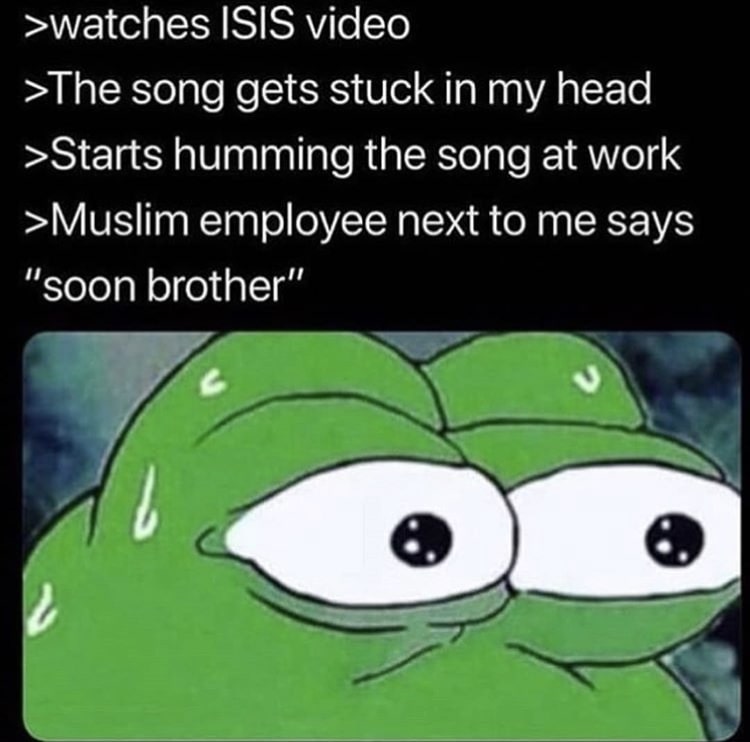 >watches ISIS video
>The song gets stuck in my head
>Starts humming the song at work
>Muslim employee next to me says
"soon brother"